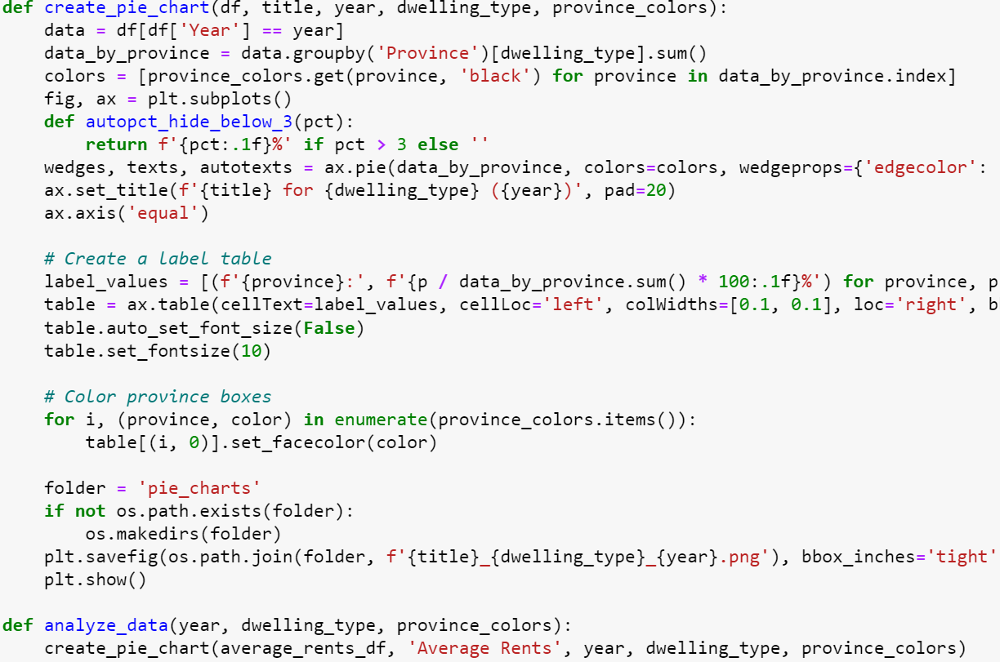 def create_pie_chart(df, title, year, dwelling_type, province_colors):
    data = df[df['Year'] == year]
    data_by_province = data.groupby('Province')[dwelling_type].sum()
    colors = [province_colors.get(province, 'black') for province in data_by_province.index]
    fig, ax = plt.subplots()
    def autopct_hide_below_3(pct):
        return f'{pct:.1f}%' if pct > 3 else ''
    wedges, texts, autotexts = ax.pie(data_by_province, colors=colors, wedgeprops={'edgecolor':
    ax.set_title(f'{title} for {dwelling_type} ({year})', pad=20)
    ax.axis('equal')

    # Create a label table
    label_values = [(f'{province}:', f'{p / data_by_province.sum() * 100:.1f}%') for province, p
    table = ax.table(cellText=label_values, cellLoc='left', colWidths=[0.1, 0.1], loc='right', b
    table.auto_set_font_size(False)
    table.set_fontsize(10)

    # Color province boxes
    for i, (province, color) in enumerate(province_colors.items()):
        table[(i, 0)].set_facecolor(color)

    folder = 'pie_charts'
    if not os.path.exists(folder):
        os.makedirs(folder)
    plt.savefig(os.path.join(folder, f'{title}_{dwelling_type}_{year}.png'), bbox_inches='tight'
    plt.show()

def analyze_data(year, dwelling_type, province_colors):
    create_pie_chart(average_rents_df, 'Average Rents', year, dwelling_type, province_colors)